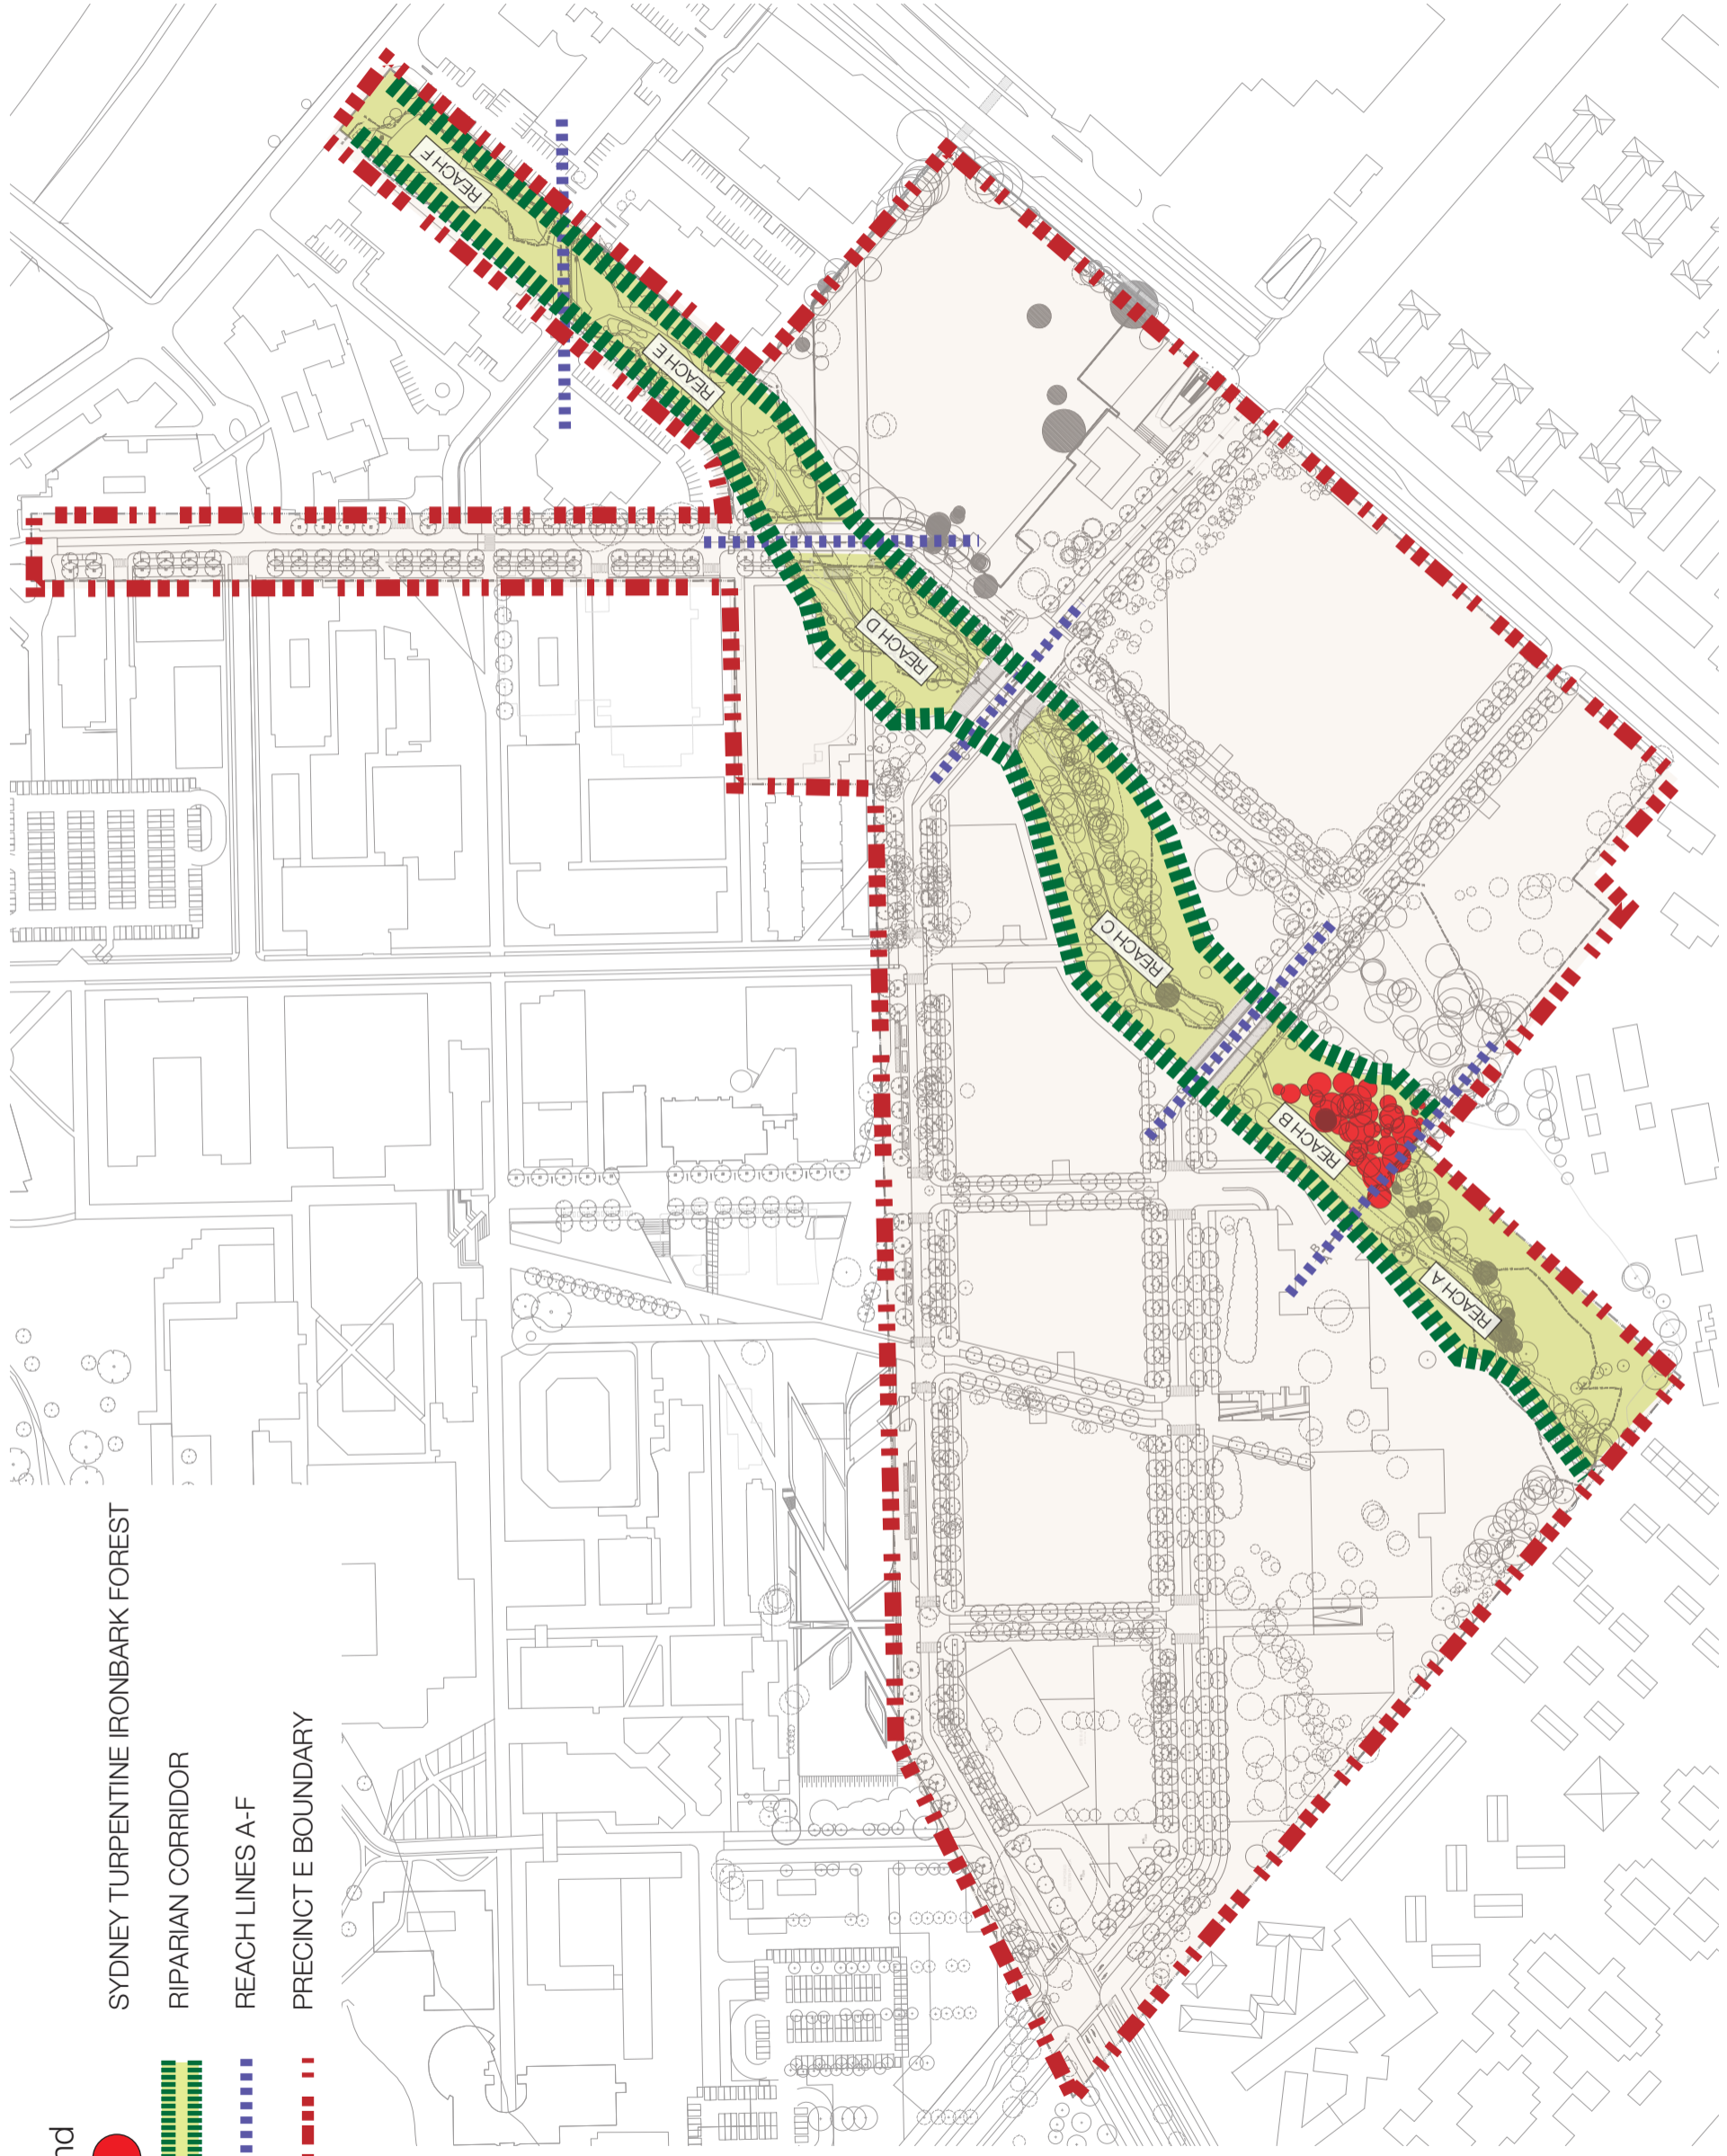 nd
SYDNEY TURPENTINE IRONBARK FOREST
RIPARIAN CORRIDOR
REACH LINES A-F
PRECINCT E BOUNDARY
REACH F
REACH E
REACH D
REACH C
REACH B
REACH A